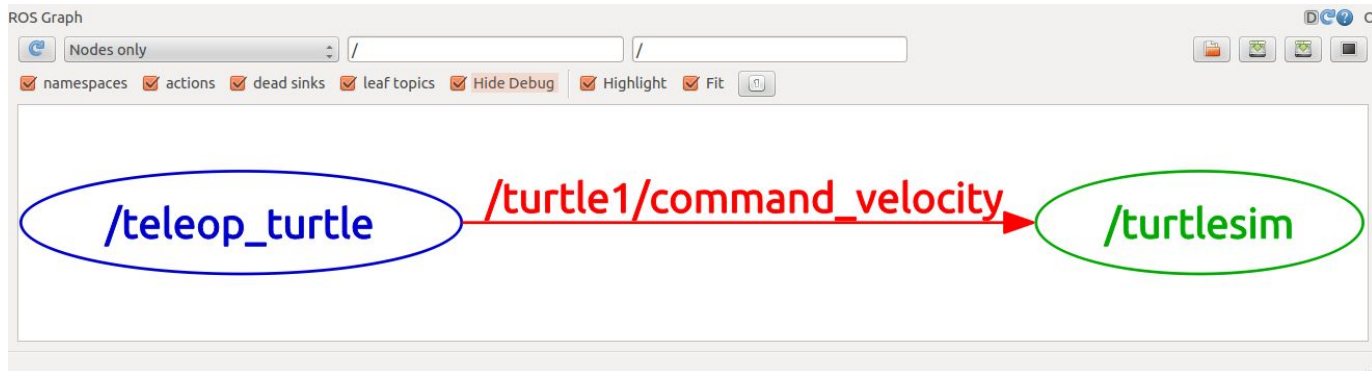 ROS Graph
D
Nodes only / /
namespaces actions dead sinks leaf topics Hide Debug Highlight Fit
/teleop_turtle /turtle1/command_velocity /turtlesim